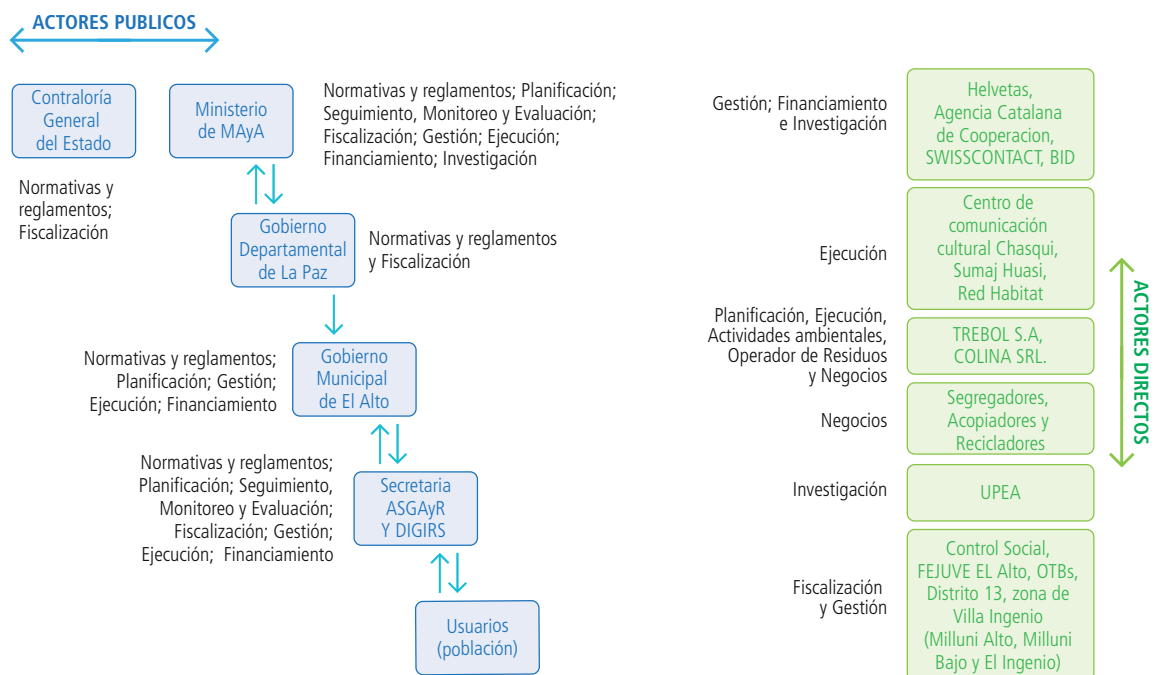 ACTORES PUBLICOS
Contraloría
General
del Estado
Normativas y
reglamentos;
Fiscalización
Ministerio
de MAyA
Normativas y reglamentos; Planificación;
Seguimiento, Monitoreo y Evaluación;
Fiscalización; Gestión; Ejecución;
Financiamiento; Investigación
Gobierno
Departamental
de La Paz
Normativas y reglamentos
y Fiscalización
Normativas y reglamentos;
Planificación; Gestión;
Ejecución; Financiamiento
Gobierno
Municipal
de El Alto
Normativas y reglamentos;
Planificación; Seguimiento,
Monitoreo y Evaluación;
Fiscalización; Gestión;
Ejecución; Financiamiento
Secretaria
ASGAyR
Y DIGIRS
Usuarios
(población)
Gestión; Financiamiento
e Investigación
Helvetas,
Agencia Catalana
de Cooperacion,
SWISSCONTACT, BID
Ejecución
Centro de
comunicación
cultural Chasqui,
Sumaj Huasi,
Red Habitat
Planificación, Ejecución,
Actividades ambientales,
Operador de Residuos
y Negocios
TREBOL S.A,
COLINA SRL.
Negocios
Segregadores,
Acopiadores y
Recicladores
Investigación
UPEA
Fiscalización
y Gestión
Control Social,
FEJUVE EL Alto, OTBs,
Distrito 13, zona de
Villa Ingenio
(Milluni Alto, Milluni
Bajo y El Ingenio)
ACTORES DIRECTOS